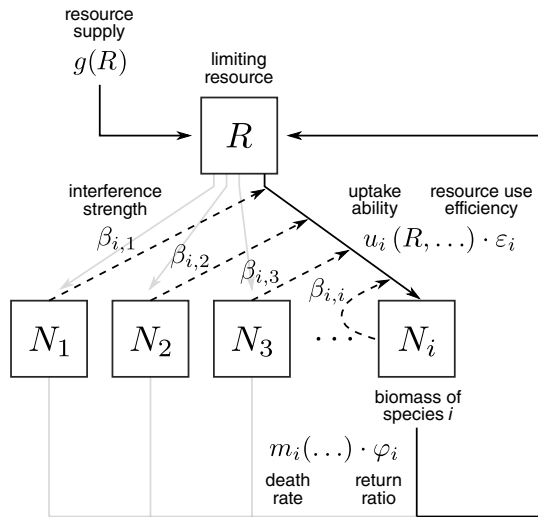 resource
supply
g(R)
limiting
resource
R
interference
strength
uptake
ability
resource use
efficiency
u_i (R, …) · ε_i
β_{i,1}
β_{i,2}
β_{i,3}
β_{i,i}
N_1
N_2
N_3
...
N_i
biomass of
species i
m_i(…) · φ_i
death
rate
return
ratio